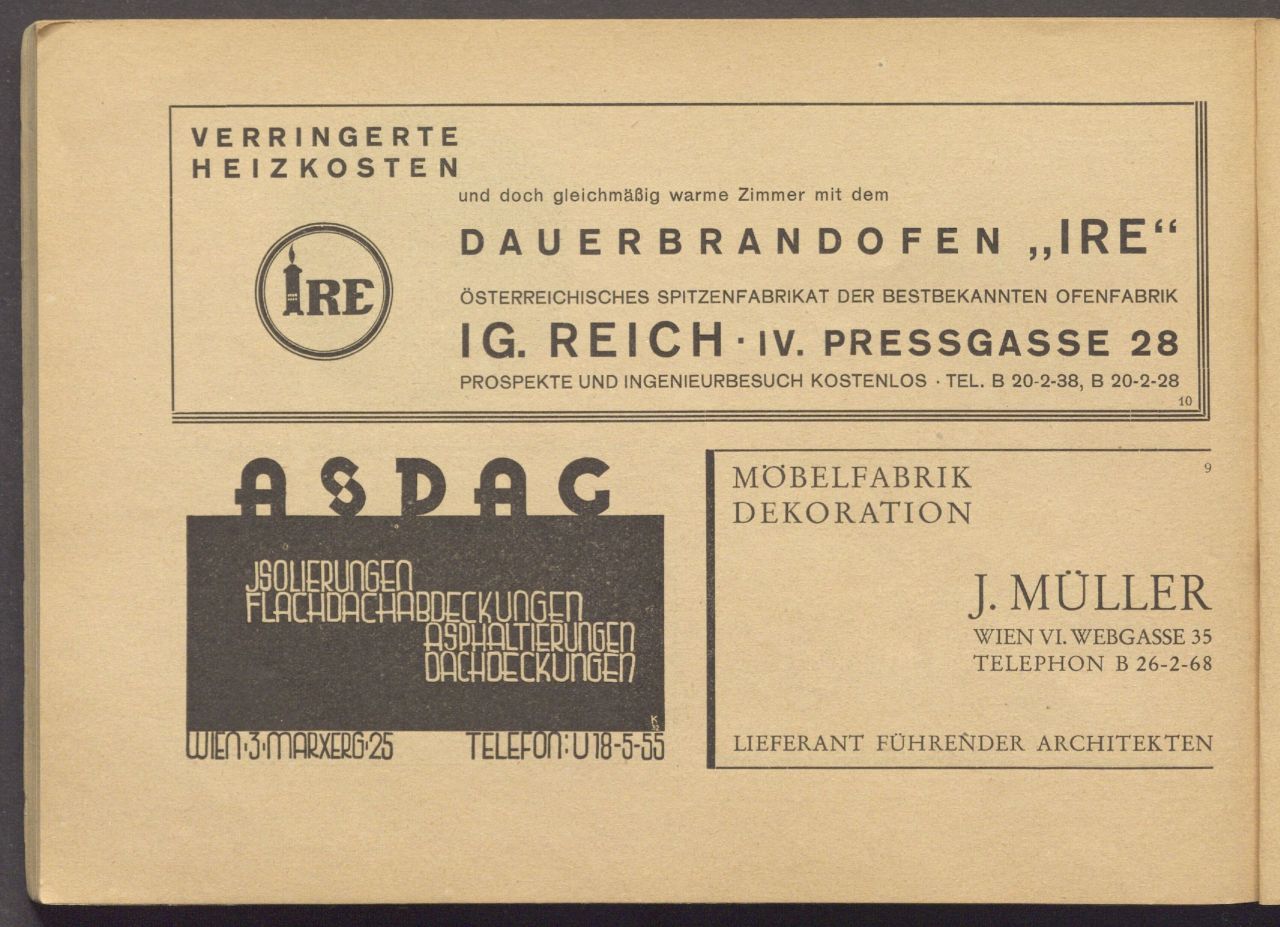 VERRINGERTE
HEIZKOSTEN
und doch gleichmäßig warme Zimmer mit dem
DAUERBRANDOFEN „IRE“
IRE
ÖSTERREICHISCHES SPITZENFABRIKAT DER BESTBEKANNTEN OFENFABRIK
IG. REICH · IV. PRESSGASSE 28
PROSPEKTE UND INGENIEURBESUCH KOSTENLOS · TEL. B 20-2-38, B 20-2-28
10
ASDAG
JSOLIERUNGEN
FLACHDACHABDECKUNGEN
ASPHALTIERUNGEN
DACHDECKUNGEN
K
WIEN·3·MARXERG·25 TELEFON: U 18-5-55
9
MÖBELFABRIK
DEKORATION
J. MÜLLER
WIEN VI. WEBGASSE 35
TELEPHON B 26-2-68
LIEFERANT FÜHRENDER ARCHITEKTEN